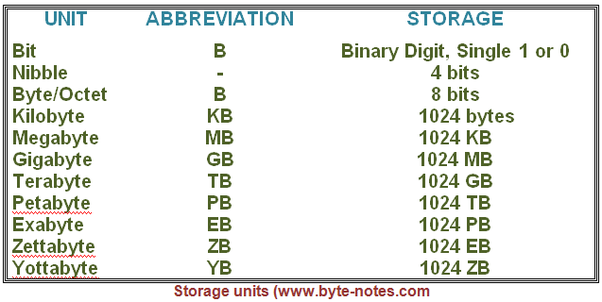 UNIT ABBREVIATION STORAGE
Bit B Binary Digit, Single 1 or 0
Nibble - 4 bits
Byte/Octet B 8 bits
Kilobyte KB 1024 bytes
Megabyte MB 1024 KB
Gigabyte GB 1024 MB
Terabyte TB 1024 GB
Petabyte PB 1024 TB
Exabyte EB 1024 PB
Zettabyte ZB 1024 EB
Yottabyte YB 1024 ZB
Storage units (www.byte-notes.com